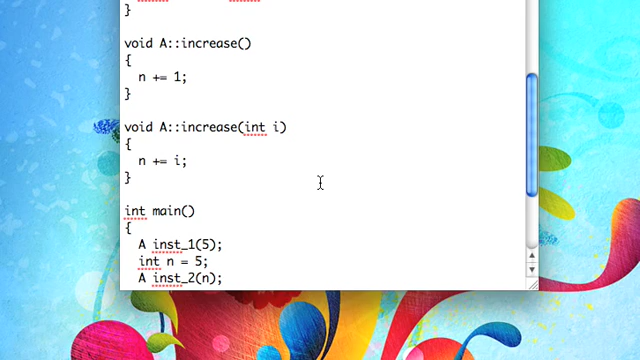 }
void A::increase()
{
n += 1;
}
void A::increase(int i)
{
n += i;
}
int main()
{
A inst_1(5);
int n = 5;
A inst_2(n);